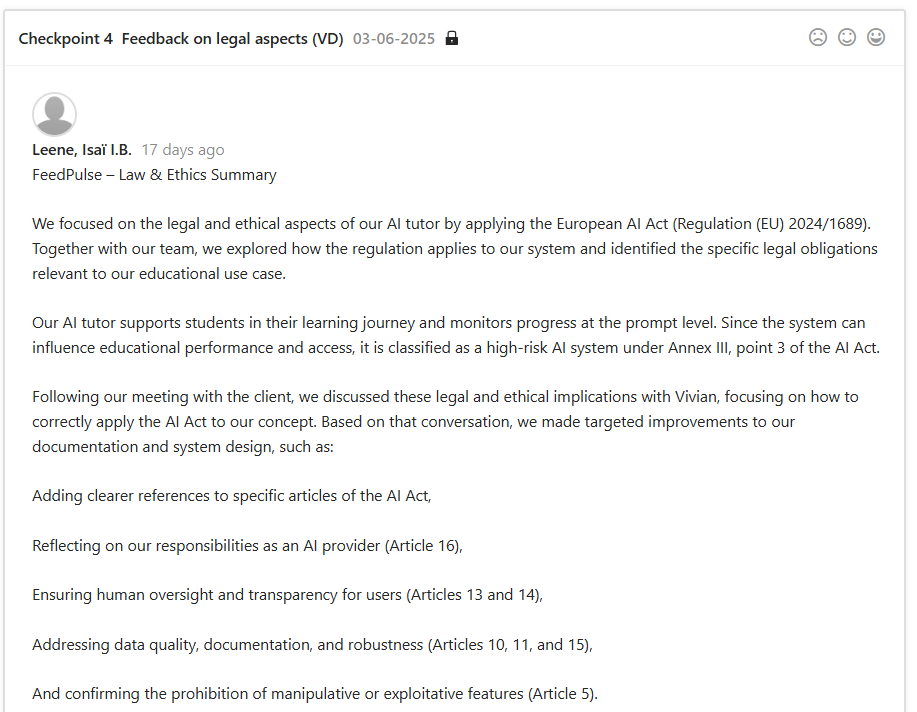 Checkpoint 4 Feedback on legal aspects (VD) 03-06-2025
Leene, Isaï I.B. 17 days ago
FeedPulse – Law & Ethics Summary
We focused on the legal and ethical aspects of our AI tutor by applying the European AI Act (Regulation (EU) 2024/1689).
Together with our team, we explored how the regulation applies to our system and identified the specific legal obligations
relevant to our educational use case.
Our AI tutor supports students in their learning journey and monitors progress at the prompt level. Since the system can
influence educational performance and access, it is classified as a high-risk AI system under Annex III, point 3 of the AI Act.
Following our meeting with the client, we discussed these legal and ethical implications with Vivian, focusing on how to
correctly apply the AI Act to our concept. Based on that conversation, we made targeted improvements to our
documentation and system design, such as:
Adding clearer references to specific articles of the AI Act,
Reflecting on our responsibilities as an AI provider (Article 16),
Ensuring human oversight and transparency for users (Articles 13 and 14),
Addressing data quality, documentation, and robustness (Articles 10, 11, and 15),
And confirming the prohibition of manipulative or exploitative features (Article 5).